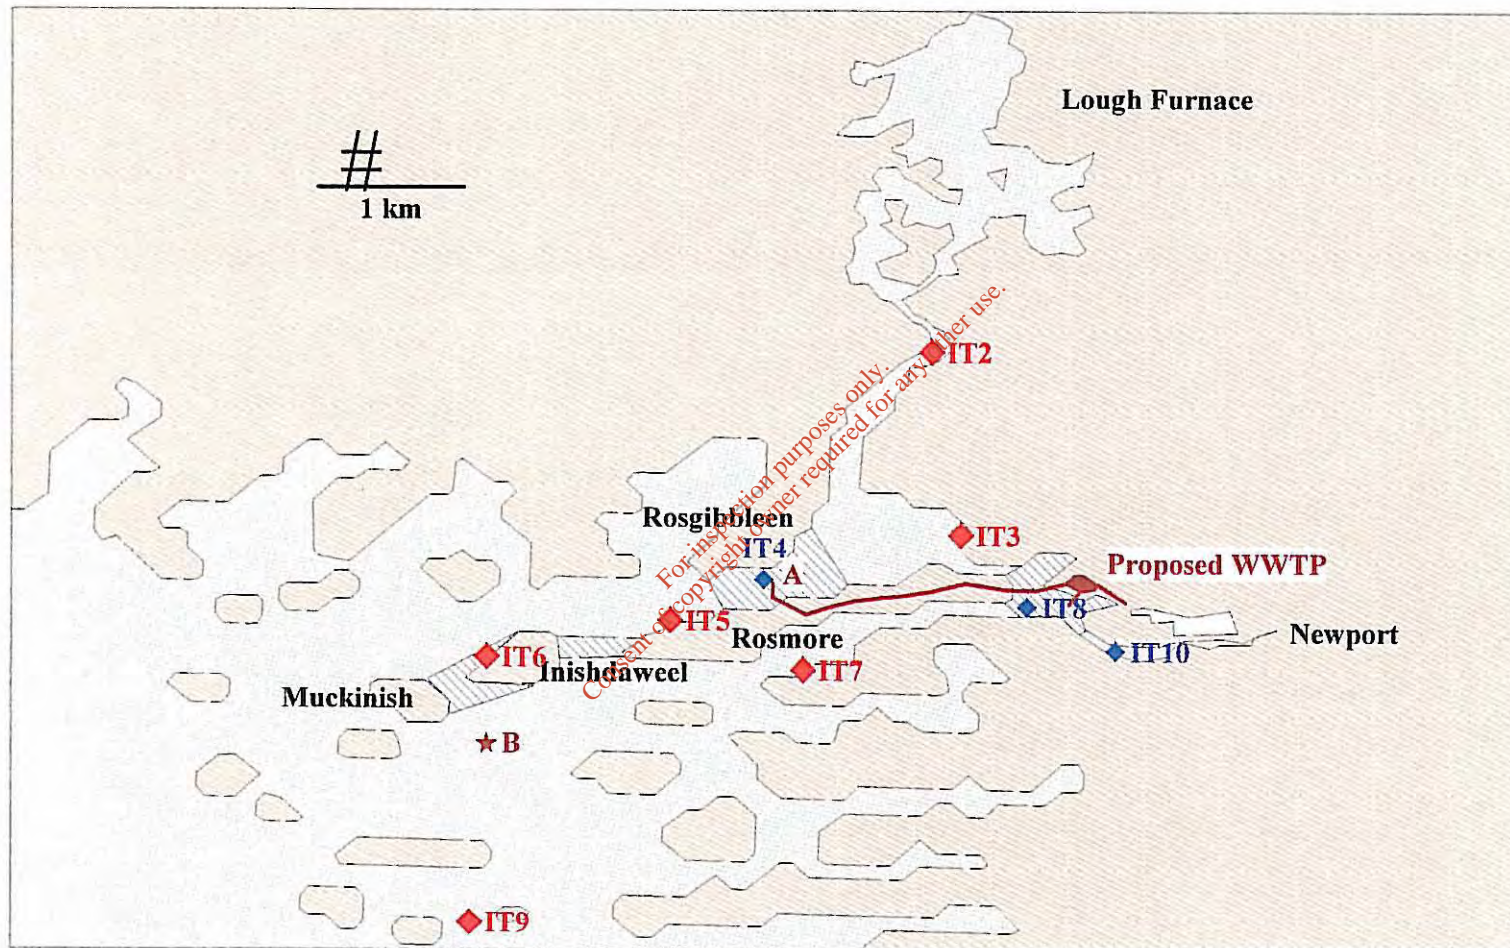 Lough Furnace
1 km
IT2
For inspection purposes only.
Consent of copyright owner required for any other use.
Rosgibbleen
IT4
A
IT3
Proposed WWTP
IT8
IT5
Rosmore
Newport
IT10
IT6
Inishdaweel
IT7
Muckinish
B
IT9